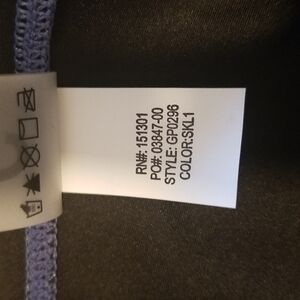 RN#: 151301
PO#: 03847-00
STYLE: GP0296
COLOR:SKL1